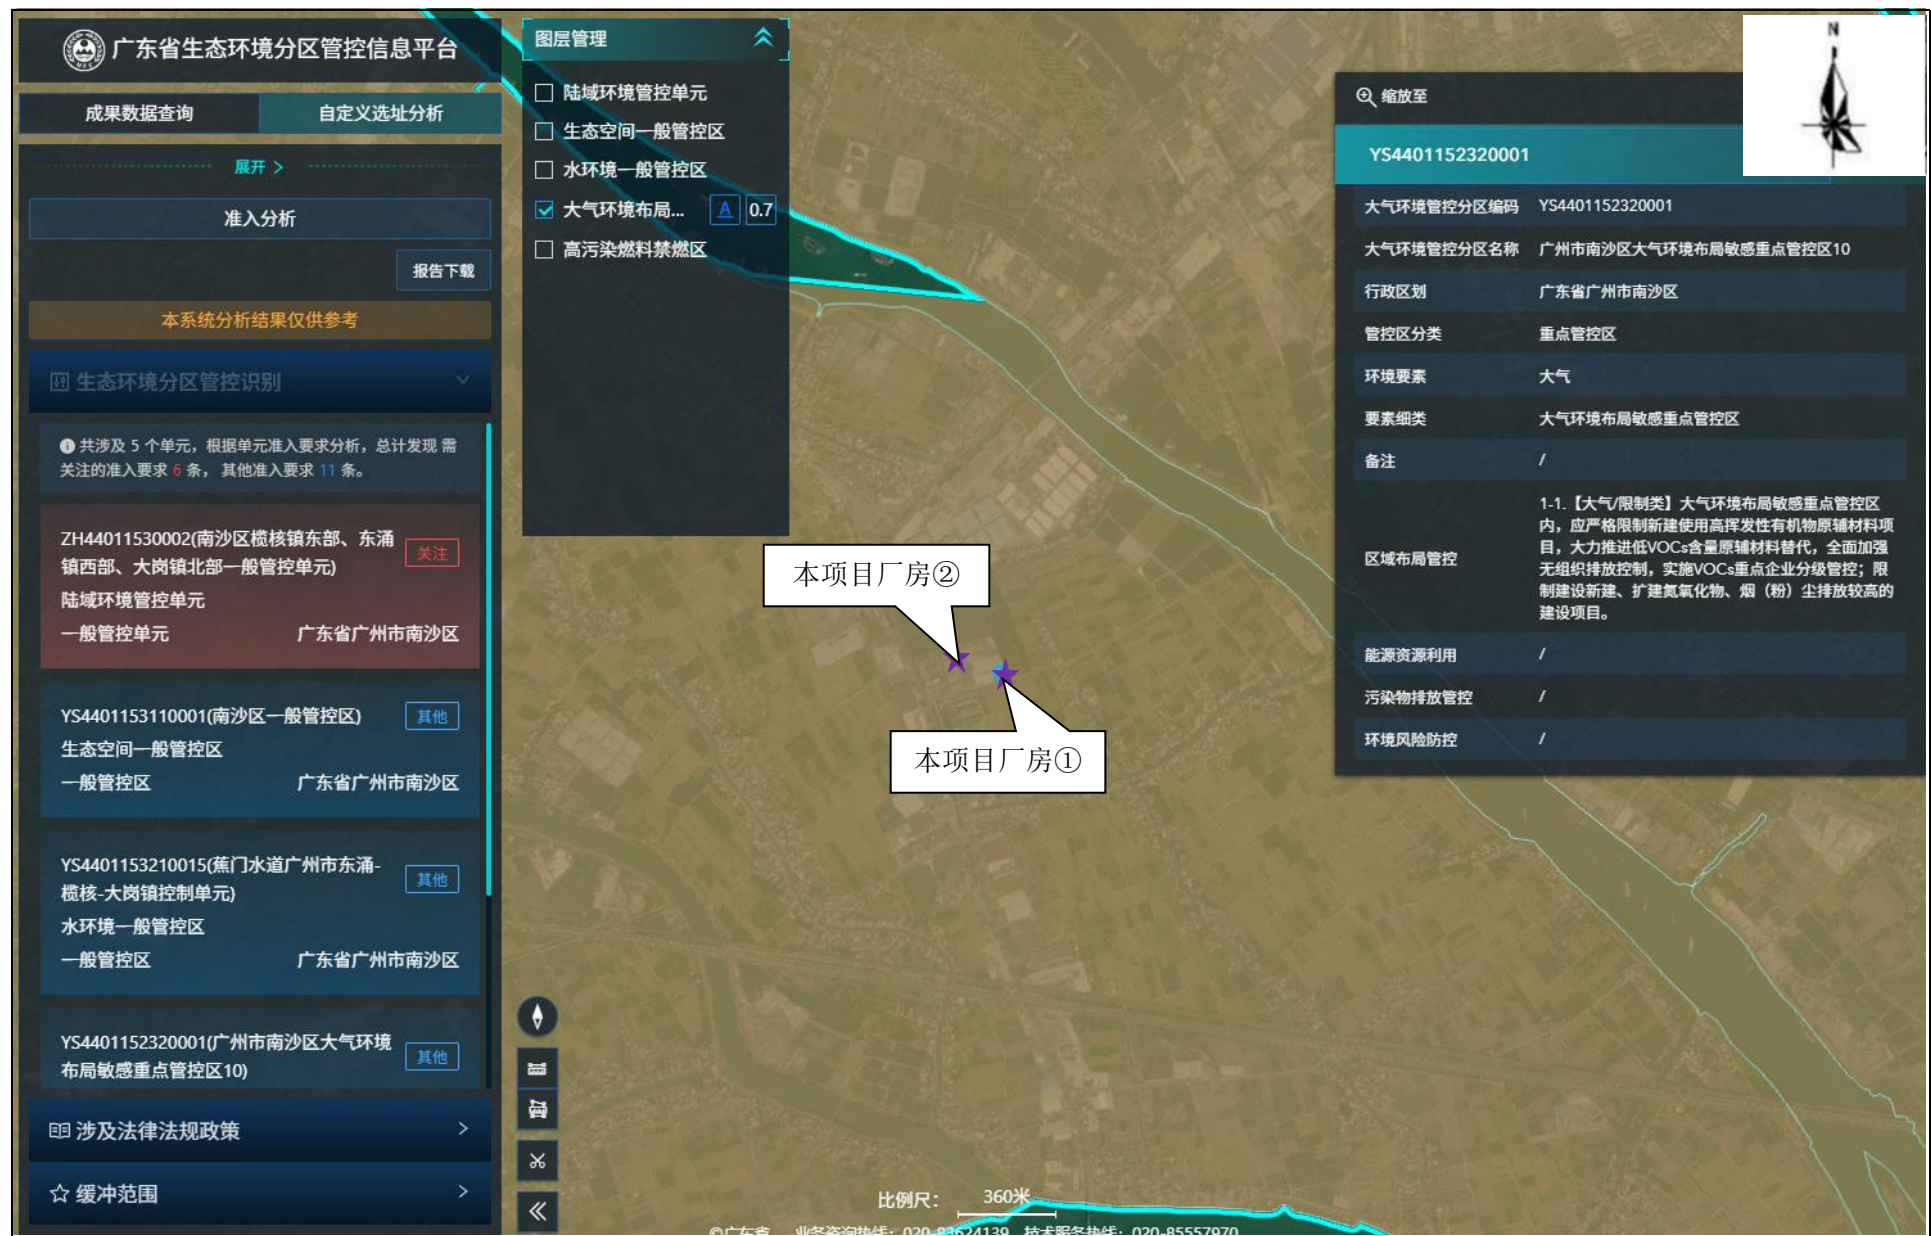 广东省生态环境分区管控信息平台
成果数据查询
自定义选址分析
展开 >
准入分析
报告下载
本系统分析结果仅供参考
生态环境分区管控识别
共涉及 5 个单元，根据单元准入要求分析，总计发现 需
关注的准入要求 6 条， 其他准入要求 11 条。
ZH44011530002(南沙区榄核镇东部、东涌
镇西部、大岗镇北部一般管控单元)
关注
陆域环境管控单元
一般管控单元
广东省广州市南沙区
YS4401153110001(南沙区一般管控区)
其他
生态空间一般管控区
一般管控区
广东省广州市南沙区
YS4401153210015(蕉门水道广州市东涌-
榄核-大岗镇控制单元)
其他
水环境一般管控区
一般管控区
广东省广州市南沙区
YS4401152320001(广州市南沙区大气环境
布局敏感重点管控区10)
其他
涉及法律法规政策
缓冲范围
图层管理
陆域环境管控单元
生态空间一般管控区
水环境一般管控区
大气环境布局... A 0.7
高污染燃料禁燃区
本项目厂房②
本项目厂房①
缩放至
N
YS4401152320001
大气环境管控分区编码 YS4401152320001
大气环境管控分区名称 广州市南沙区大气环境布局敏感重点管控区10
行政区划 广东省广州市南沙区
管控区分类 重点管控区
环境要素 大气
要素细类 大气环境布局敏感重点管控区
备注 /
区域布局管控
1-1.【大气/限制类】大气环境布局敏感重点管控区
内，应严格限制新建使用高挥发性有机物原辅材料项
目，大力推进低VOCs含量原辅材料替代，全面加强
无组织排放控制，实施VOCs重点企业分级管控；限
制建设新建、扩建氮氧化物、烟（粉）尘排放较高的
建设项目。
能源资源利用 /
污染物排放管控 /
环境风险防控 /
比例尺： 360米
©广东省 业务咨询热线：020-83624139 技术服务热线：020-85557970